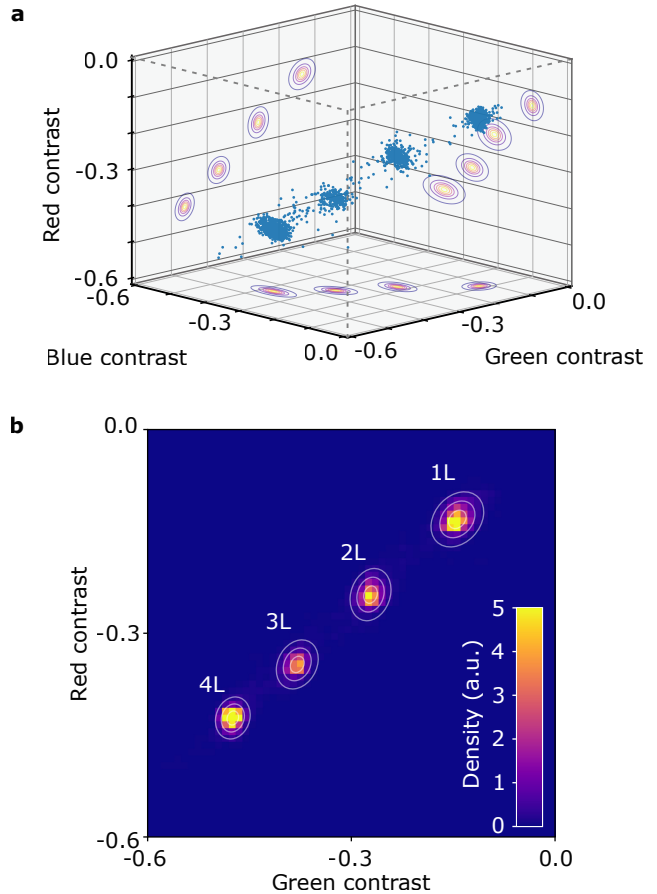 a
0.0
-0.3
-0.6
Red contrast
-0.6
-0.3
0.0
Blue contrast
-0.6
-0.3
0.0
Green contrast
b
0.0
-0.3
-0.6
Red contrast
1L
2L
3L
4L
5
4
3
2
1
0
Density (a.u.)
-0.6
-0.3
0.0
Green contrast